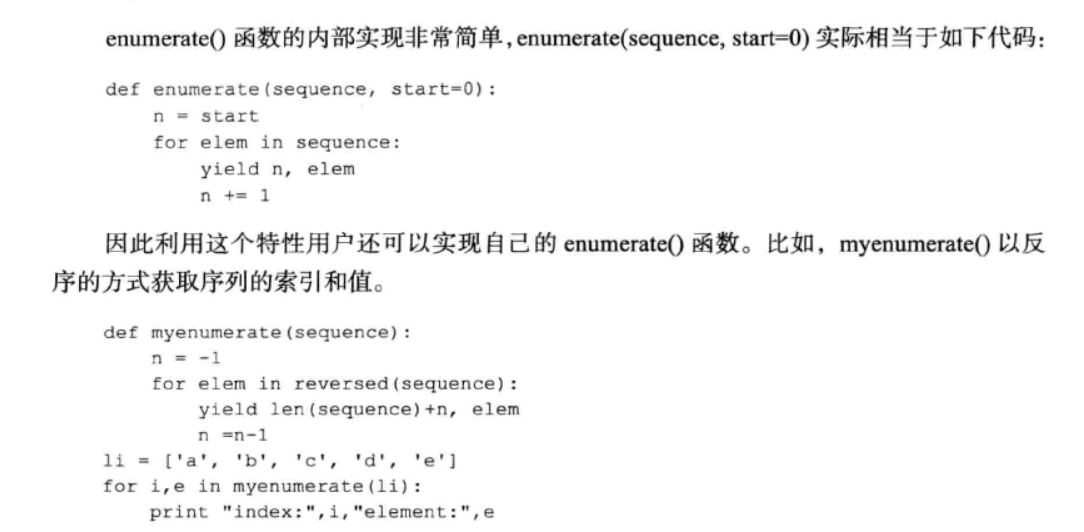 enumerate() 函数的内部实现非常简单,enumerate(sequence, start=0) 实际相当于如下代码：
def enumerate(sequence, start=0):
    n = start
    for elem in sequence:
        yield n, elem
        n += 1
因此利用这个特性用户还可以实现自己的 enumerate() 函数。比如，myenumerate() 以反
序的方式获取序列的索引和值。
def myenumerate(sequence):
    n = -1
    for elem in reversed(sequence):
        yield len(sequence)+n, elem
        n =n-1
li = ['a', 'b', 'c', 'd', 'e']
for i,e in myenumerate(li):
    print "index:",i,"element:",e